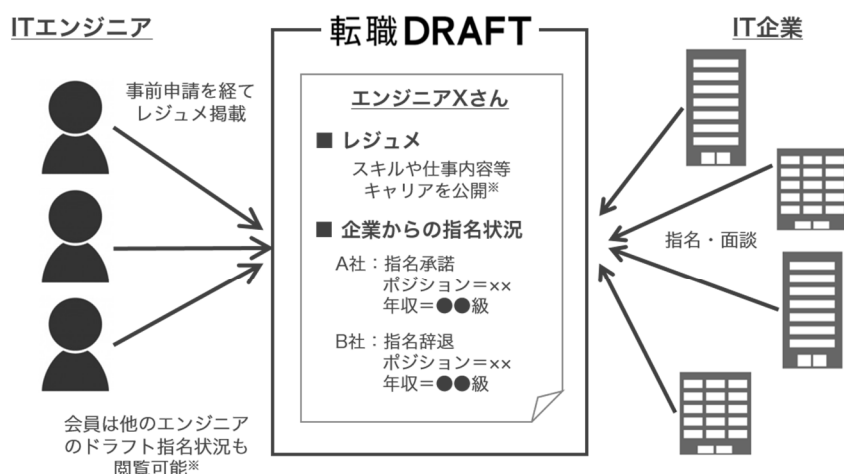 ITエンジニア
転職DRAFT
IT企業
事前申請を経て
レジュメ掲載
エンジニアXさん
■ レジュメ
スキルや仕事内容等
キャリアを公開※
■ 企業からの指名状況
A社：指名承諾
ポジション＝××
年収＝●●級
B社：指名辞退
ポジション＝××
年収＝●●級
指名・面談
会員は他のエンジニア
のドラフト指名状況も
閲覧可能※